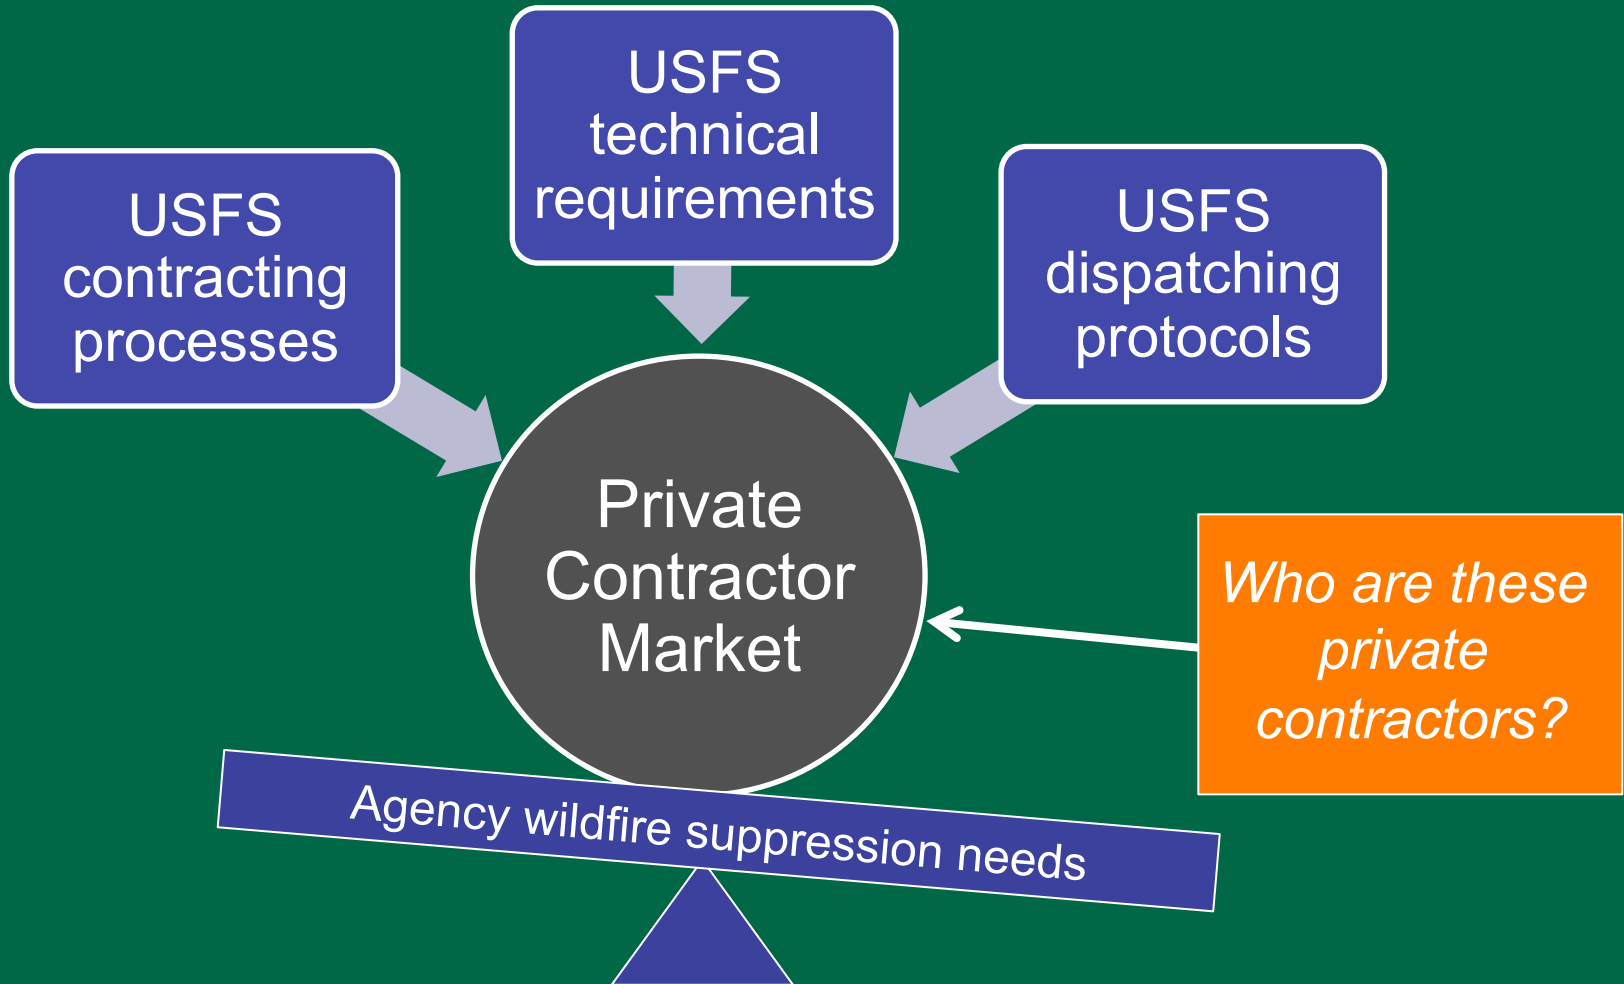 USFS
contracting
processes
USFS
technical
requirements
USFS
dispatching
protocols
Private
Contractor
Market
Who are these
private
contractors?
Agency wildfire suppression needs